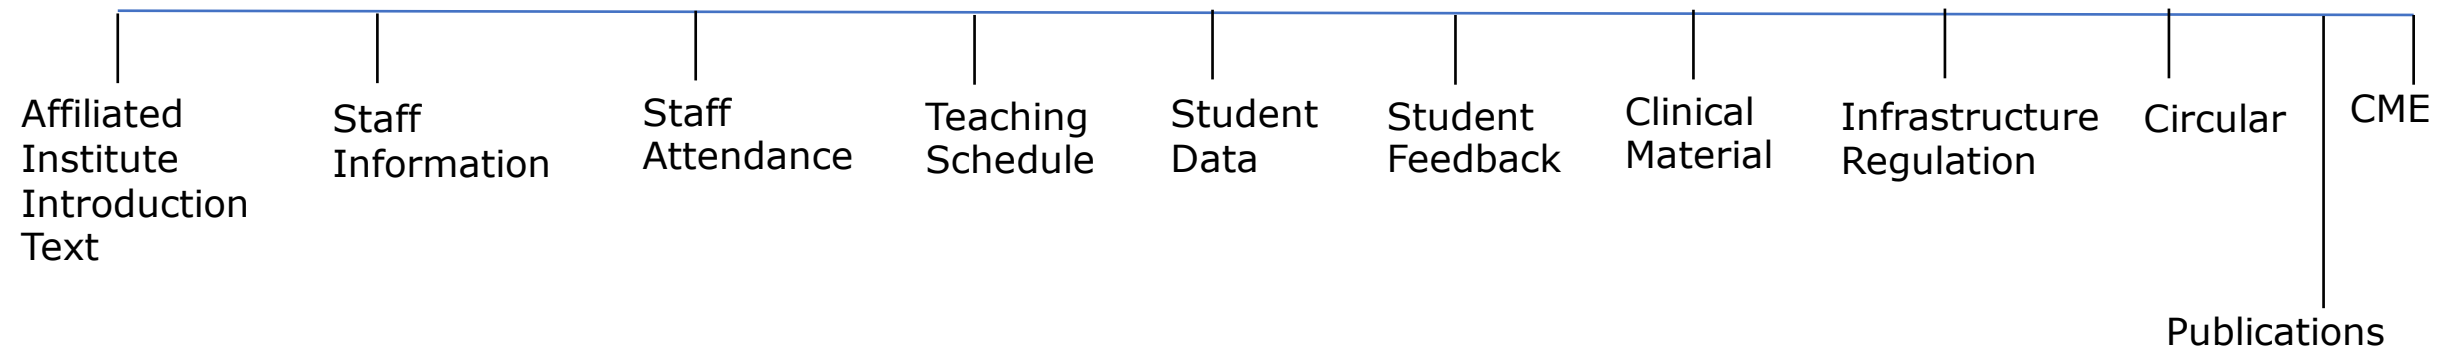 Affiliated
Institute
Introduction
Text
Staff
Information
Staff
Attendance
Teaching
Schedule
Student
Data
Student
Feedback
Clinical
Material
Infrastructure
Regulation
Circular
Publications
CME